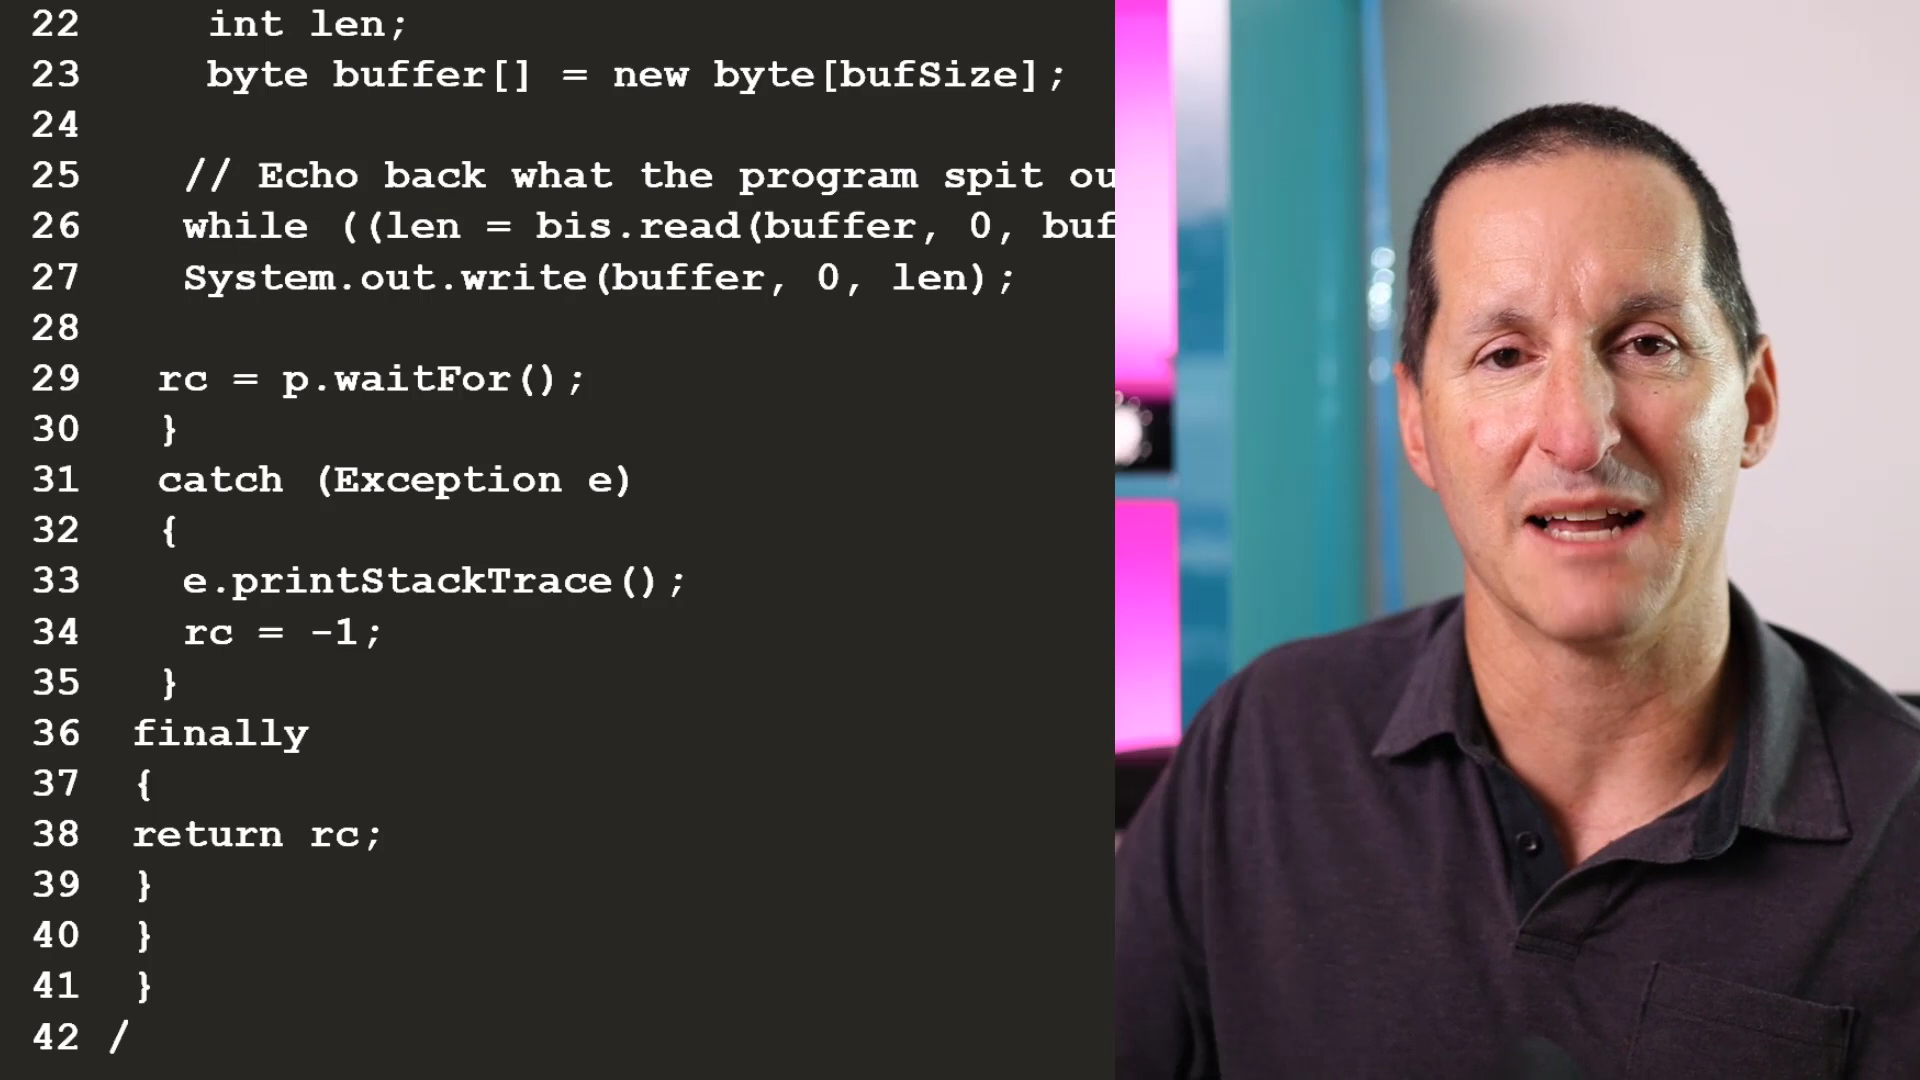 22 int len;
23 byte buffer[] = new byte[bufSize];
24
25 // Echo back what the program spit
26 while ((len = bis.read(buffer, 0,
27 System.out.write(buffer, 0, len);
28
29 rc = p.waitFor();
30 }
31 catch (Exception e)
32 {
33 e.printStackTrace();
34 rc = -1;
35 }
36 finally
37 {
38 return rc;
39 }
40 }
41 }
42 /